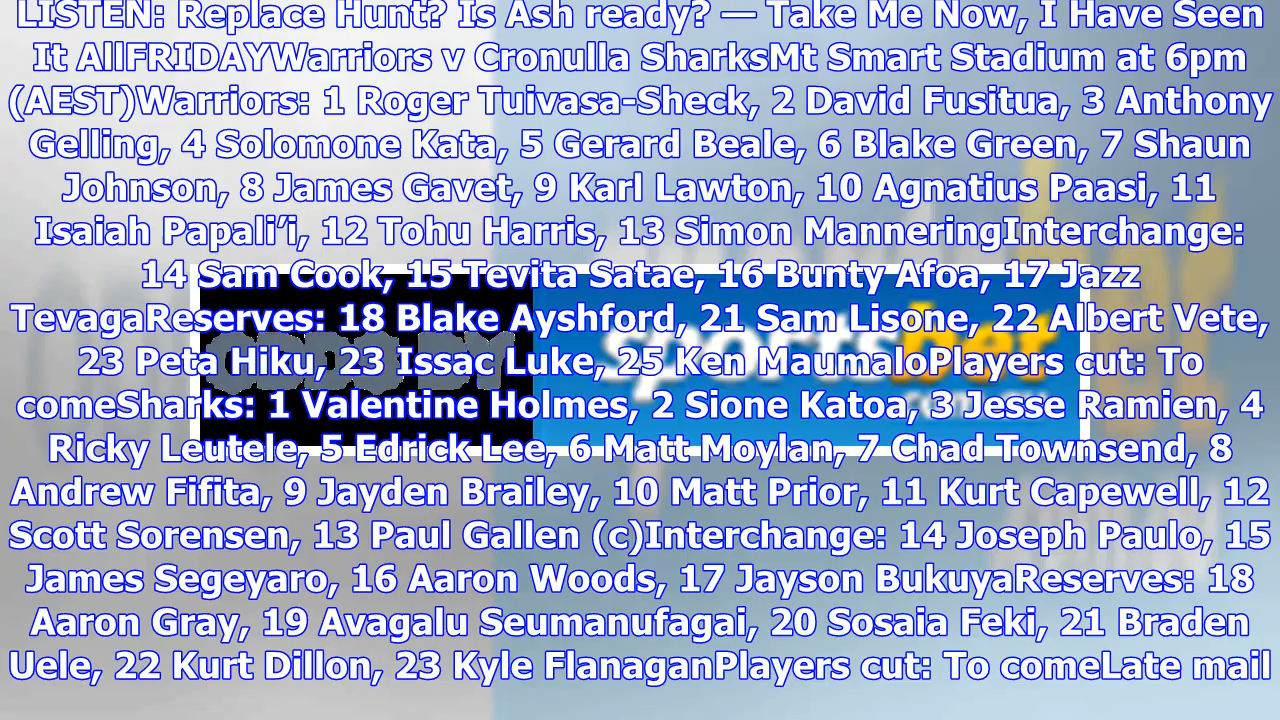 LISTEN: Replace Hunt? Is Ash ready? — Take Me Now, I Have Seen
It AllFRIDAYWarriors v Cronulla SharksMt Smart Stadium at 6pm
(AEST)Warriors: 1 Roger Tuivasa-Sheck, 2 David Fusitua, 3 Anthony
Gelling, 4 Solomone Kata, 5 Gerard Beale, 6 Blake Green, 7 Shaun
Johnson, 8 James Gavet, 9 Karl Lawton, 10 Agnatius Paasi, 11
Isaiah Papali’i, 12 Tohu Harris, 13 Simon ManneringInterchange:
14 Sam Cook, 15 Tevita Satae, 16 Bunty Afoa, 17 Jazz
TevagaReserves: 18 Blake Ayshford, 21 Sam Lisone, 22 Albert Vete,
23 Peta Hiku, 23 Issac Luke, 25 Ken MaumaloPlayers cut: To
comeSharks: 1 Valentine Holmes, 2 Sione Katoa, 3 Jesse Ramien, 4
Ricky Leutele, 5 Edrick Lee, 6 Matt Moylan, 7 Chad Townsend, 8
Andrew Fifita, 9 Jayden Brailey, 10 Matt Prior, 11 Kurt Capewell, 12
Scott Sorensen, 13 Paul Gallen (c)Interchange: 14 Joseph Paulo, 15
James Segeyaro, 16 Aaron Woods, 17 Jayson BukuyaReserves: 18
Aaron Gray, 19 Avagalu Seumanufagai, 20 Sosaia Feki, 21 Braden
Uele, 22 Kurt Dillon, 23 Kyle FlanaganPlayers cut: To comeLate mail
sportsbet